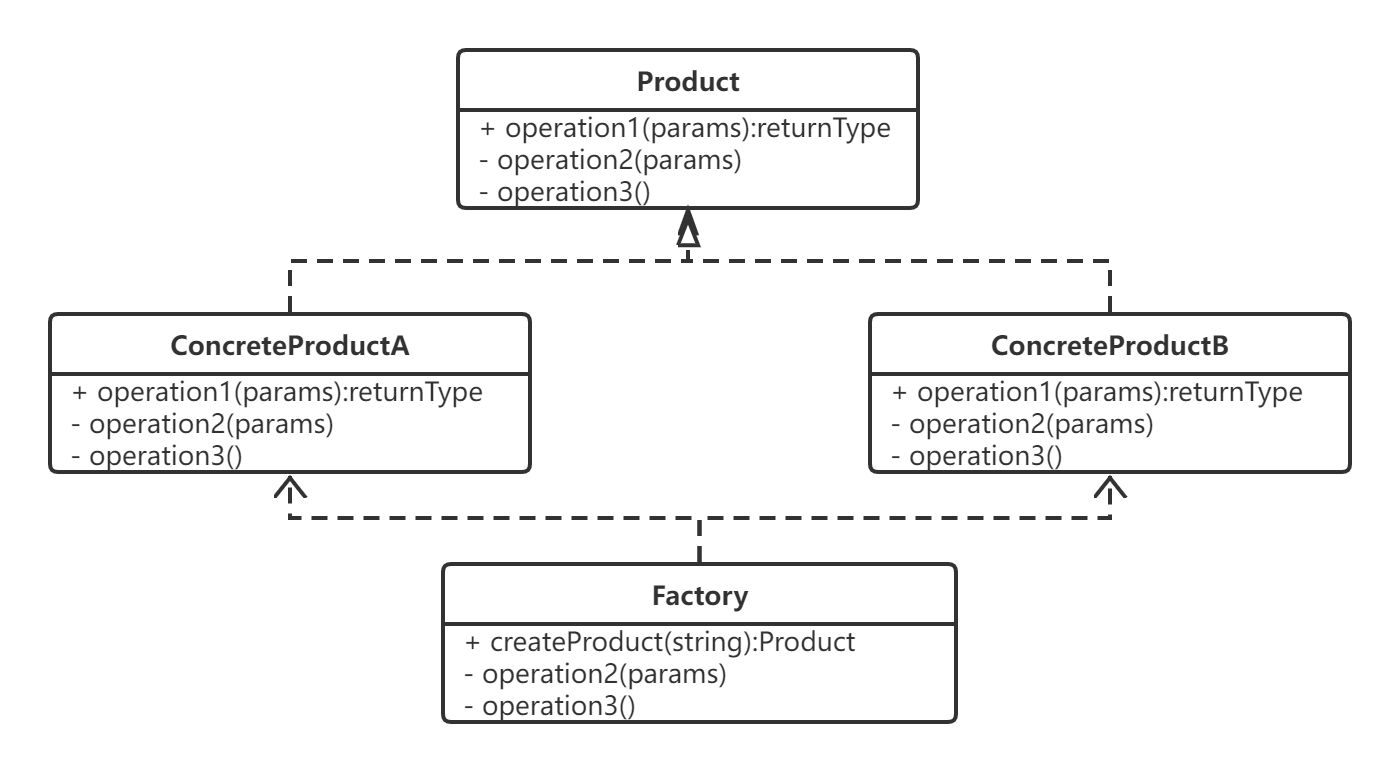 Product
+ operation1(params):returnType
- operation2(params)
- operation3()
ConcreteProductA
+ operation1(params):returnType
- operation2(params)
- operation3()
ConcreteProductB
+ operation1(params):returnType
- operation2(params)
- operation3()
Factory
+ createProduct(string):Product
- operation2(params)
- operation3()